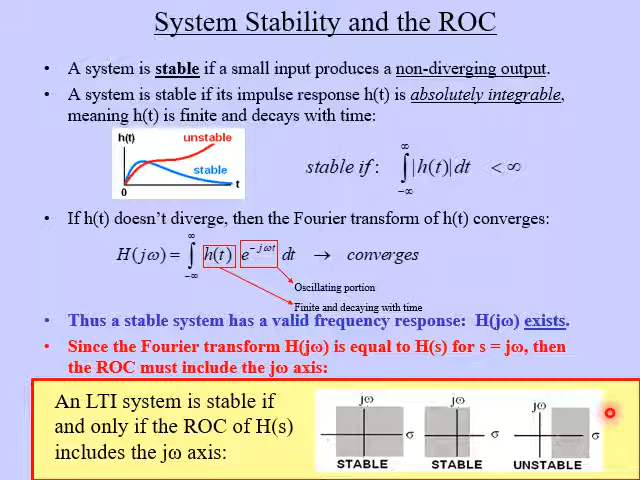 System Stability and the ROC
• A system is stable if a small input produces a non-diverging output.
• A system is stable if its impulse response h(t) is absolutely integrable,
meaning h(t) is finite and decays with time:
h(t) unstable
stable
0 t
stable if: ∫_{-∞}^{∞} |h(t)| dt < ∞
• If h(t) doesn't diverge, then the Fourier transform of h(t) converges:
H(jω) = ∫_{-∞}^{∞} h(t) e^{-jωt} dt → converges
Oscillating portion
Finite and decaying with time
• Thus a stable system has a valid frequency response: H(jω) exists.
• Since the Fourier transform H(jω) is equal to H(s) for s = jω, then
the ROC must include the jω axis:
An LTI system is stable if
and only if the ROC of H(s)
includes the jω axis:
jω jω jω
σ σ σ
STABLE STABLE UNSTABLE